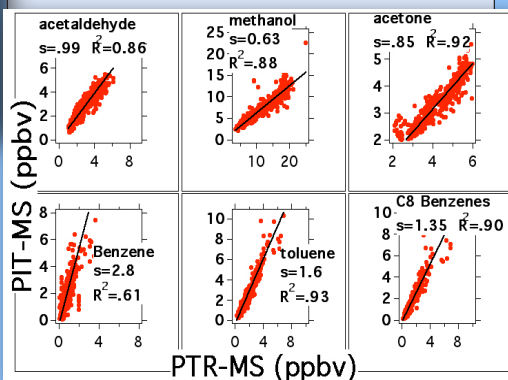 acetaldehyde
s=.99 R²=0.86
6
4
2
0
0 4 8
methanol
s=0.63
R²=.88
25
20
15
10
5
0
10 20
acetone
s=.85 R²=.92
5
4
3
2
2 4 6
PIT-MS (ppbv)
8
6
4
2
0
Benzene
s=2.8
R²=.61
0 4 8
10
8
6
4
2
0
toluene
s=1.6
R²=.93
0 4 8
C8 Benzenes
s=1.35 R²=.90
10
8
6
4
2
0
0 4 8
PTR-MS (ppbv)